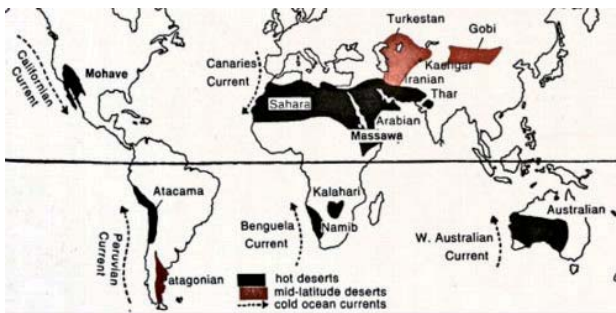 Turkestan
Gobi
Kaengar
Iranian
Thar
Mohave
Californian
Current
Canaries
Current
Sahara
Arabian
Massawa
Atacama
Kalahari
Namib
Benguela
Current
Peruvian
Current
atagonian
Australian
W. Australian
Current
hot deserts
mid-latitude deserts
cold ocean currents